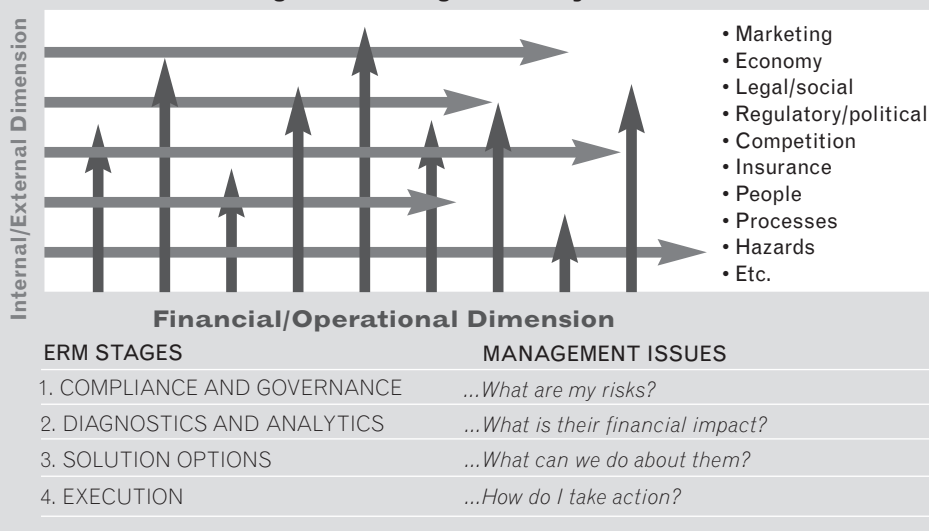 Internal/External Dimension
• Marketing
• Economy
• Legal/social
• Regulatory/political
• Competition
• Insurance
• People
• Processes
• Hazards
• Etc.
Financial/Operational Dimension
ERM STAGES MANAGEMENT ISSUES
1. COMPLIANCE AND GOVERNANCE ...What are my risks?
2. DIAGNOSTICS AND ANALYTICS ...What is their financial impact?
3. SOLUTION OPTIONS ...What can we do about them?
4. EXECUTION ...How do I take action?